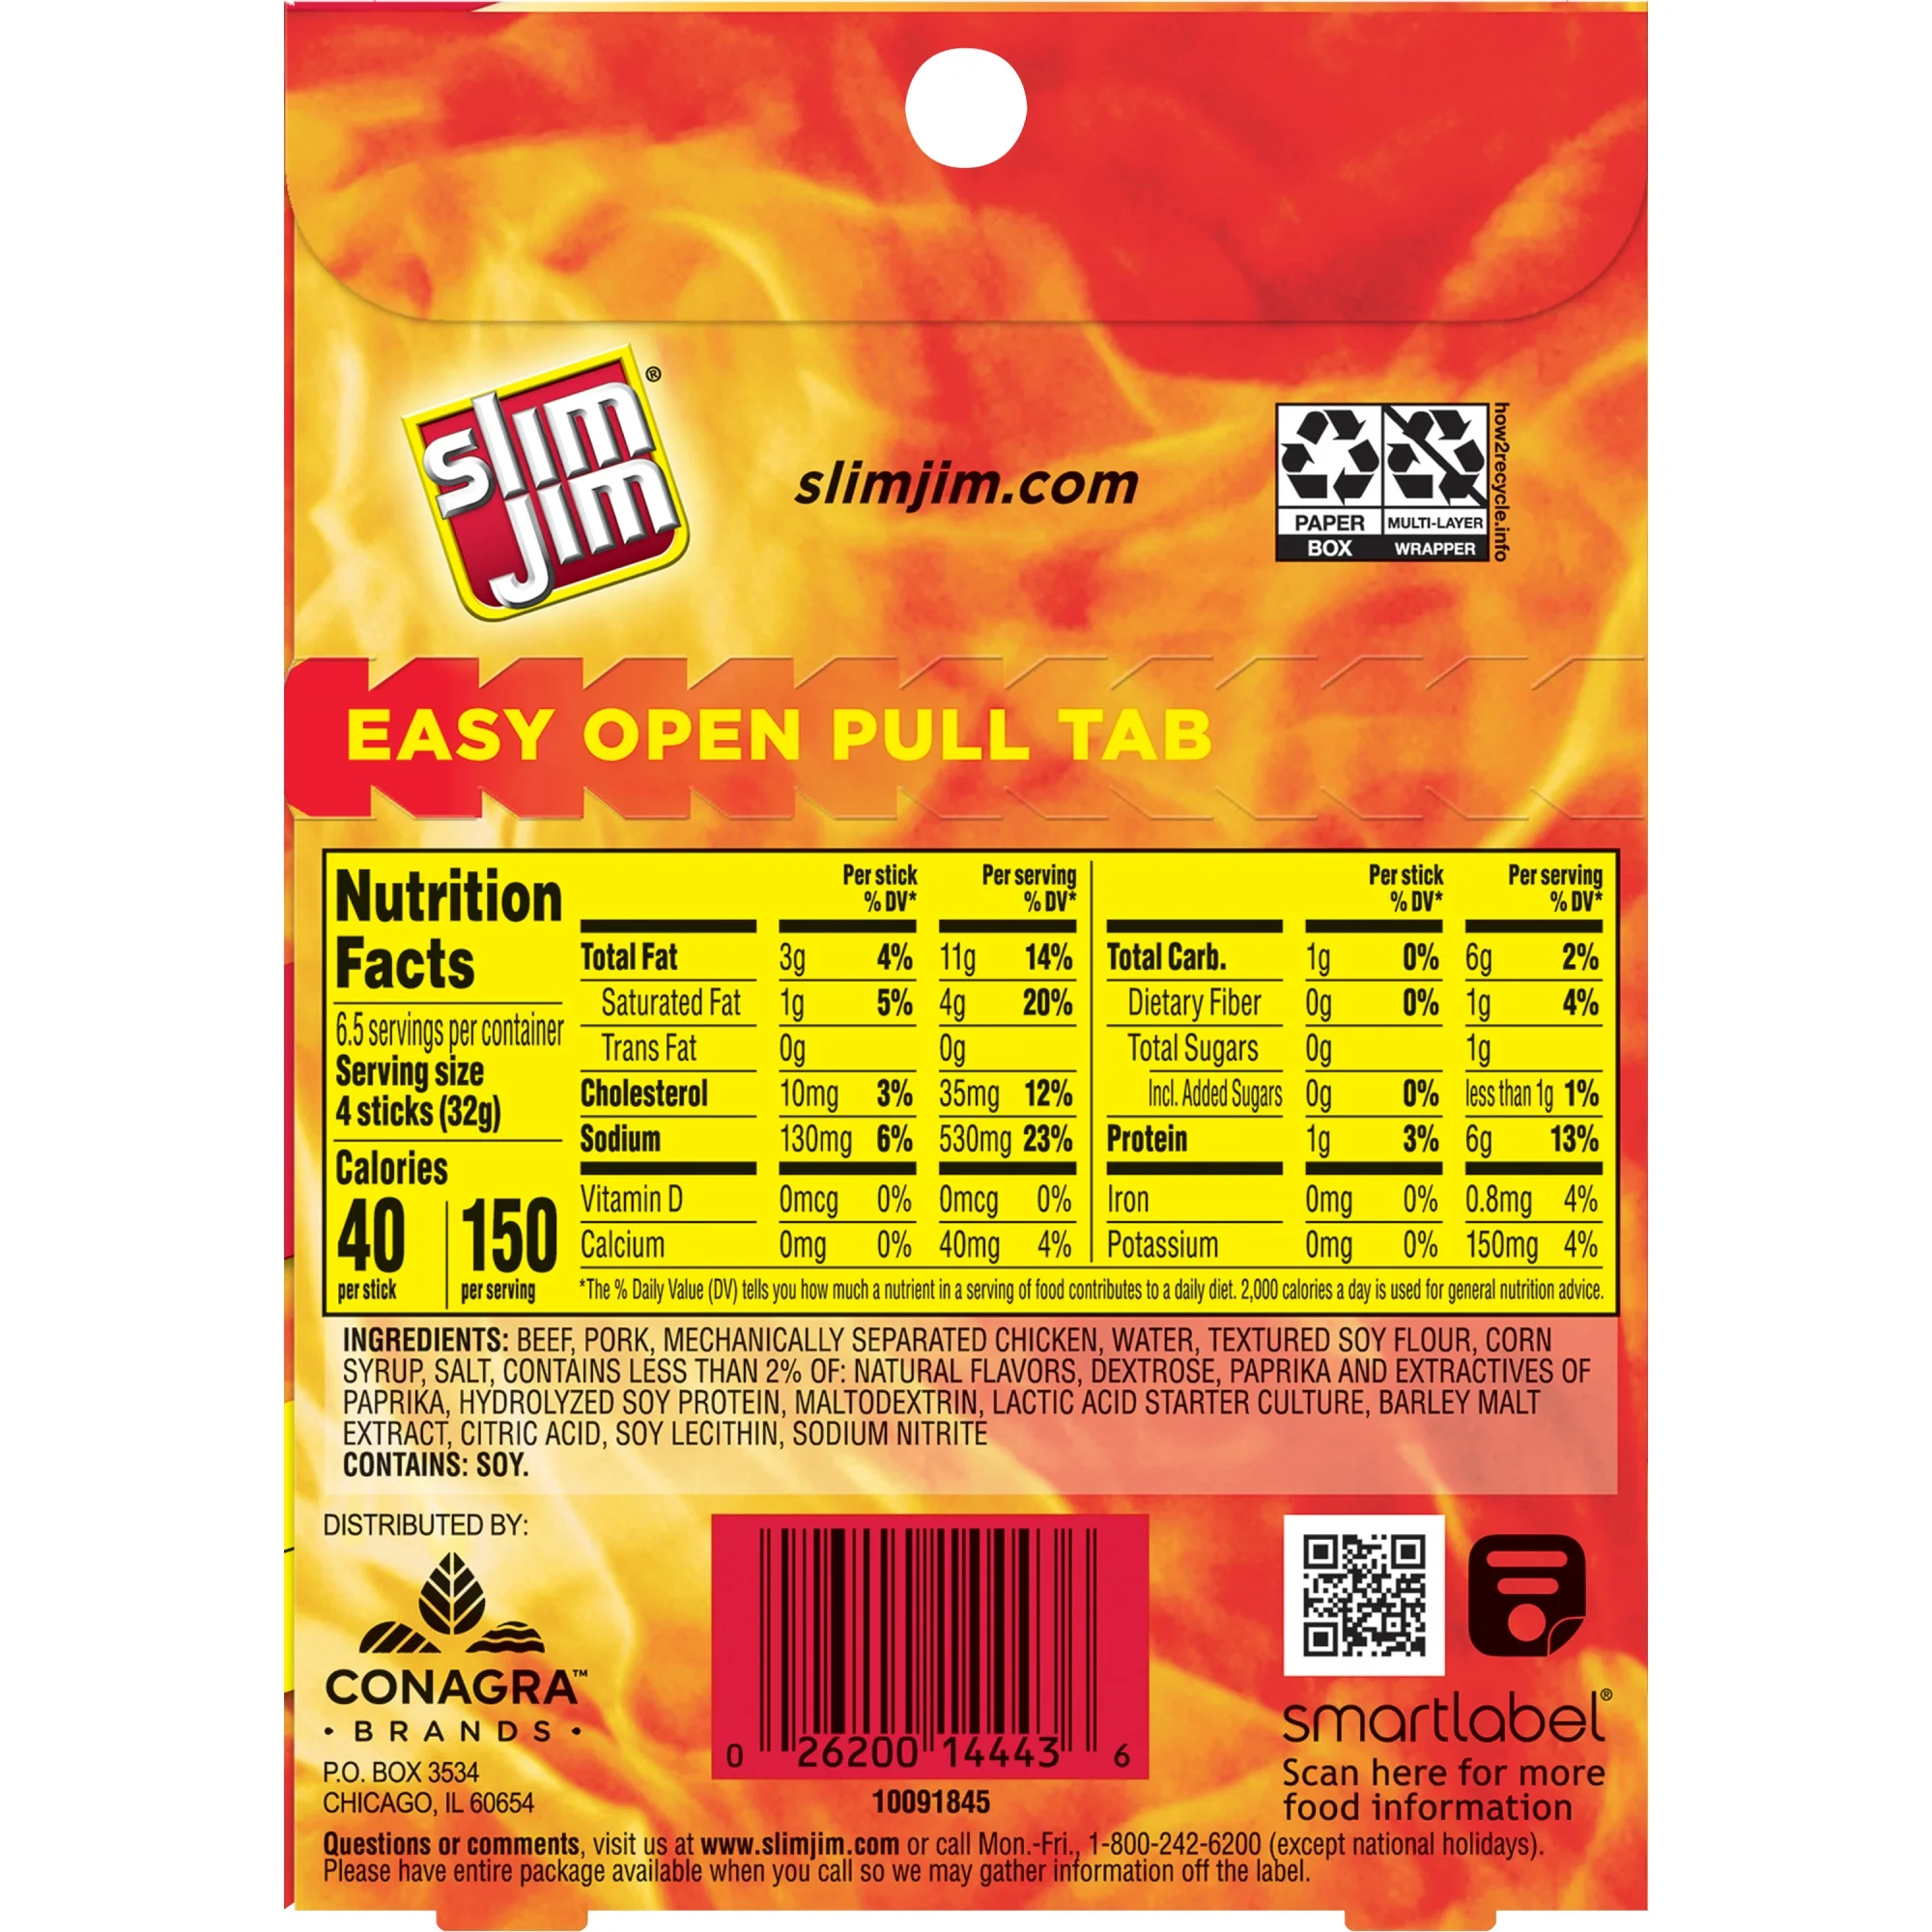 slim
jim®
slimjim.com
PAPER
BOX
MULTI-LAYER
WRAPPER
how2recycle.info
EASY OPEN PULL TAB
Nutrition
Facts
6.5 servings per container
Serving size
4 sticks (32g)
Calories
40 150
per stick per serving
Per stick Per serving
% DV* % DV*
Total Fat 3g 4% 11g 14%
Saturated Fat 1g 5% 4g 20%
Trans Fat 0g 0g
Cholesterol 10mg 3% 35mg 12%
Sodium 130mg 6% 530mg 23%
Vitamin D 0mcg 0% 0mcg 0%
Calcium 0mg 0% 40mg 4%
Per stick Per serving
% DV* % DV*
Total Carb. 1g 0% 6g 2%
Dietary Fiber 0g 0% 1g 4%
Total Sugars 0g 1g
Incl. Added Sugars 0g 0% less than 1g 1%
Protein 1g 3% 6g 13%
Iron 0mg 0% 0.8mg 4%
Potassium 0mg 0% 150mg 4%
*The % Daily Value (DV) tells you how much a nutrient in a serving of food contributes to a daily diet. 2,000 calories a day is used for general nutrition advice.
INGREDIENTS: BEEF, PORK, MECHANICALLY SEPARATED CHICKEN, WATER, TEXTURED SOY FLOUR, CORN
SYRUP, SALT, CONTAINS LESS THAN 2% OF: NATURAL FLAVORS, DEXTROSE, PAPRIKA AND EXTRACTIVES OF
PAPRIKA, HYDROLYZED SOY PROTEIN, MALTODEXTRIN, LACTIC ACID STARTER CULTURE, BARLEY MALT
EXTRACT, CITRIC ACID, SOY LECITHIN, SODIUM NITRITE
CONTAINS: SOY.
DISTRIBUTED BY:
CONAGRA™
• BRANDS •
P.O. BOX 3534
CHICAGO, IL 60654
0 26200 14443 6
10091845
smartlabel®
Scan here for more
food information
Questions or comments, visit us at www.slimjim.com or call Mon.-Fri., 1-800-242-6200 (except national holidays).
Please have entire package available when you call so we may gather information off the label.